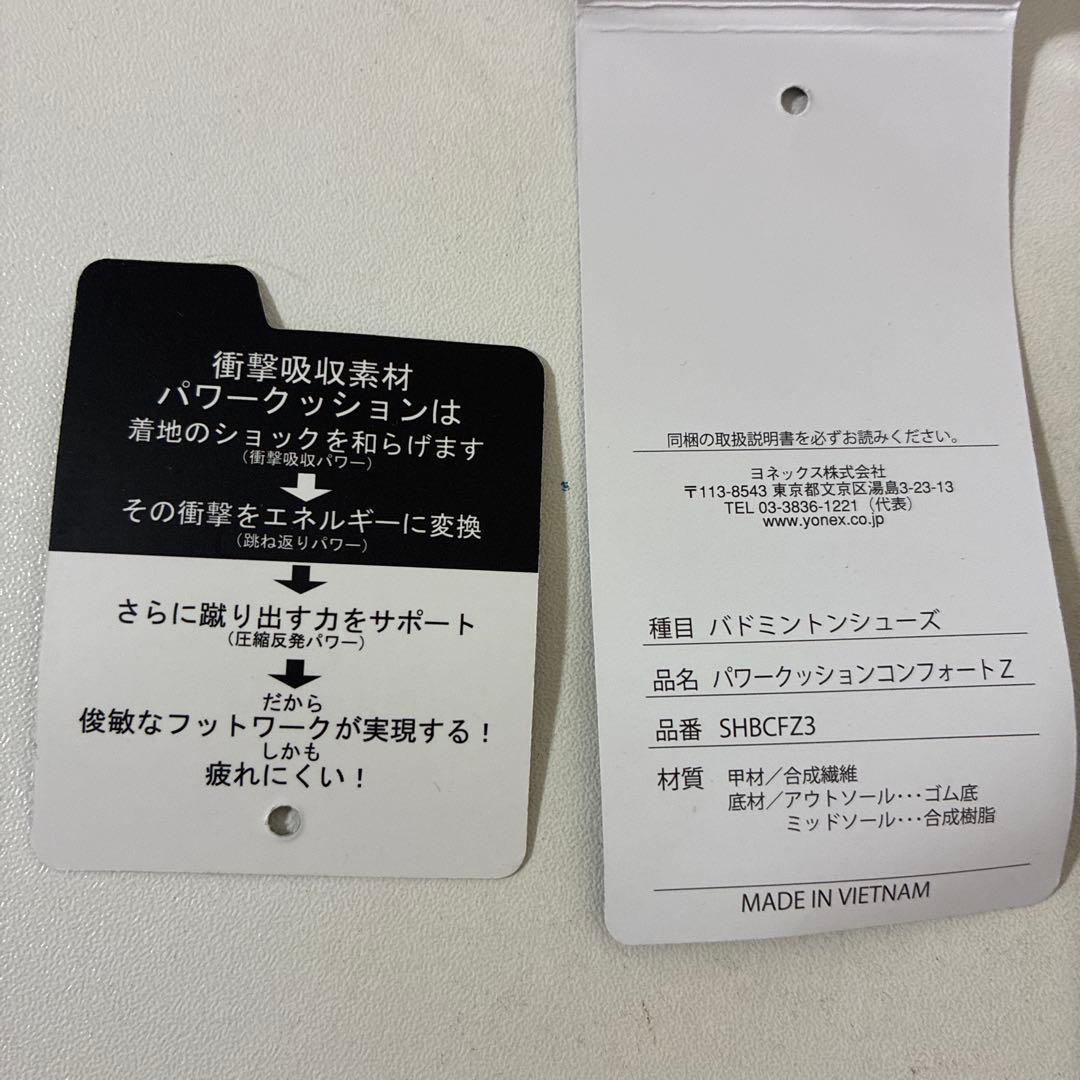 衝撃吸収素材
パワークッションは
着地のショックを和らげます
（衝撃吸収パワー）
その衝撃をエネルギーに変換
（跳ね返りパワー）
さらに蹴り出す力をサポート
（圧縮反発パワー）
だから
俊敏なフットワークが実現する！
しかも
疲れにくい！
同梱の取扱説明書を必ずお読みください。
ヨネックス株式会社
〒113-8543 東京都文京区湯島3-23-13
TEL 03-3836-1221（代表）
www.yonex.co.jp
種目 バドミントンシューズ
品名 パワークッションコンフォートZ
品番 SHBCFZ3
材質 甲材／合成繊維
底材／アウトソール･･･ゴム底
ミッドソール･･･合成樹脂
MADE IN VIETNAM